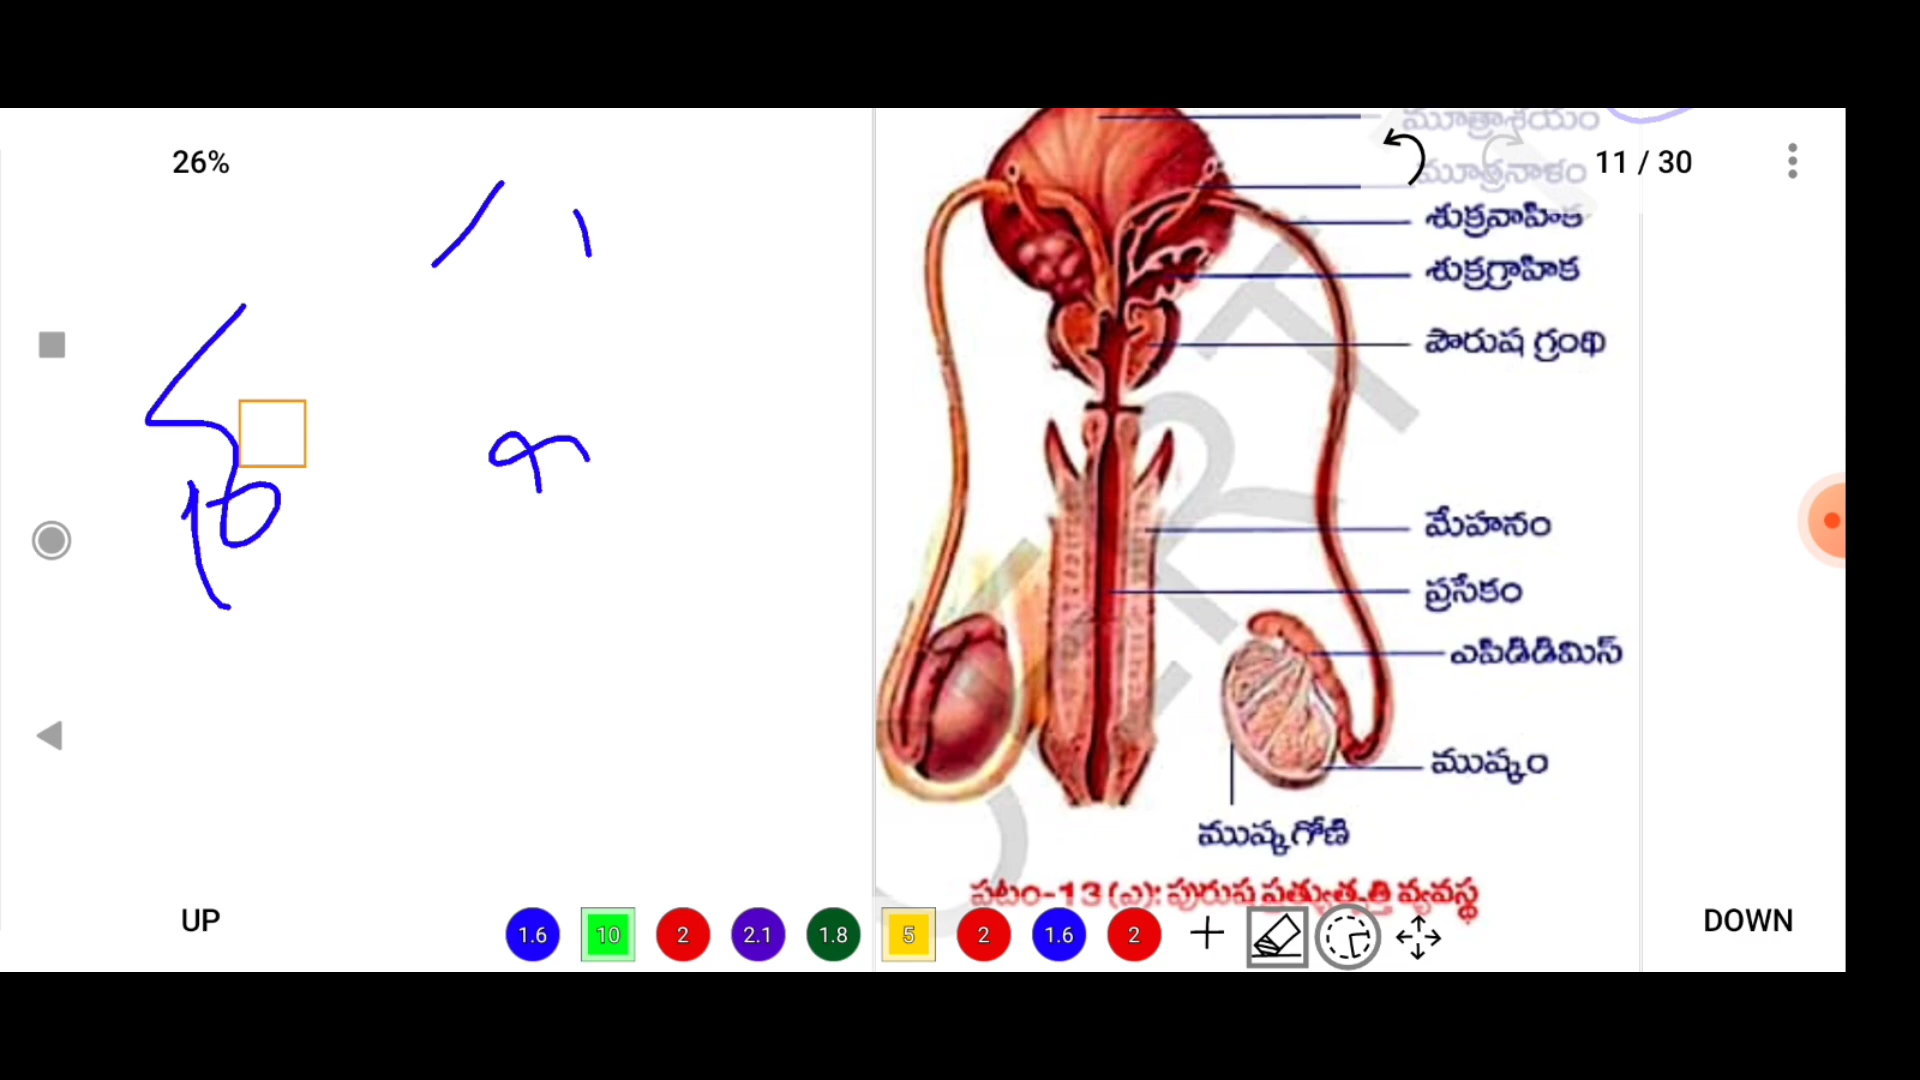 మూత్రాశయం
26%
11 / 30
మూత్రనాళం
శుక్రవాహిక
శుక్రగ్రాహిక
పౌరుష గ్రంథి
10
మేహనం
ప్రసేకం
ఎపిడిడిమిస్
ముష్కం
ముష్కగోణి
పటం-13 (ఎ): పురుష ప్రత్యుత్పత్తి వ్యవస్థ
UP
1.6 10 2 2.1 1.8 5 2 1.6 2
DOWN